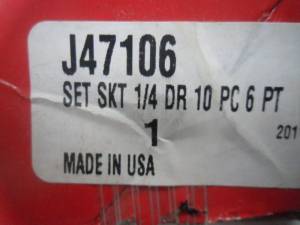 J47106
SET SKT 1/4 DR 10 PC 6 PT
1
201
MADE IN USA